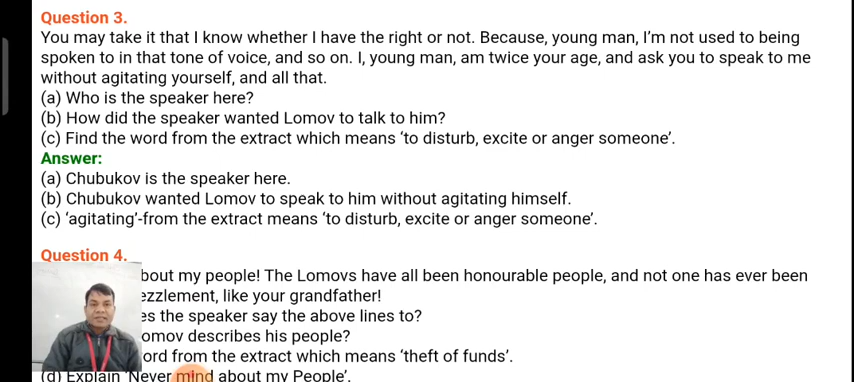 Question 3.
You may take it that I know whether I have the right or not. Because, young man, I'm not used to being
spoken to in that tone of voice, and so on. I, young man, am twice your age, and ask you to speak to me
without agitating yourself, and all that.
(a) Who is the speaker here?
(b) How did the speaker wanted Lomov to talk to him?
(c) Find the word from the extract which means ‘to disturb, excite or anger someone’.
Answer:
(a) Chubukov is the speaker here.
(b) Chubukov wanted Lomov to speak to him without agitating himself.
(c) ‘agitating’-from the extract means ‘to disturb, excite or anger someone’.
Question 4.
bout my people! The Lomovs have all been honourable people, and not one has ever been
ezzlement, like your grandfather!
es the speaker say the above lines to?
omov describes his people?
ord from the extract which means ‘theft of funds’.
(d) Explain ‘Never mind about my People’.